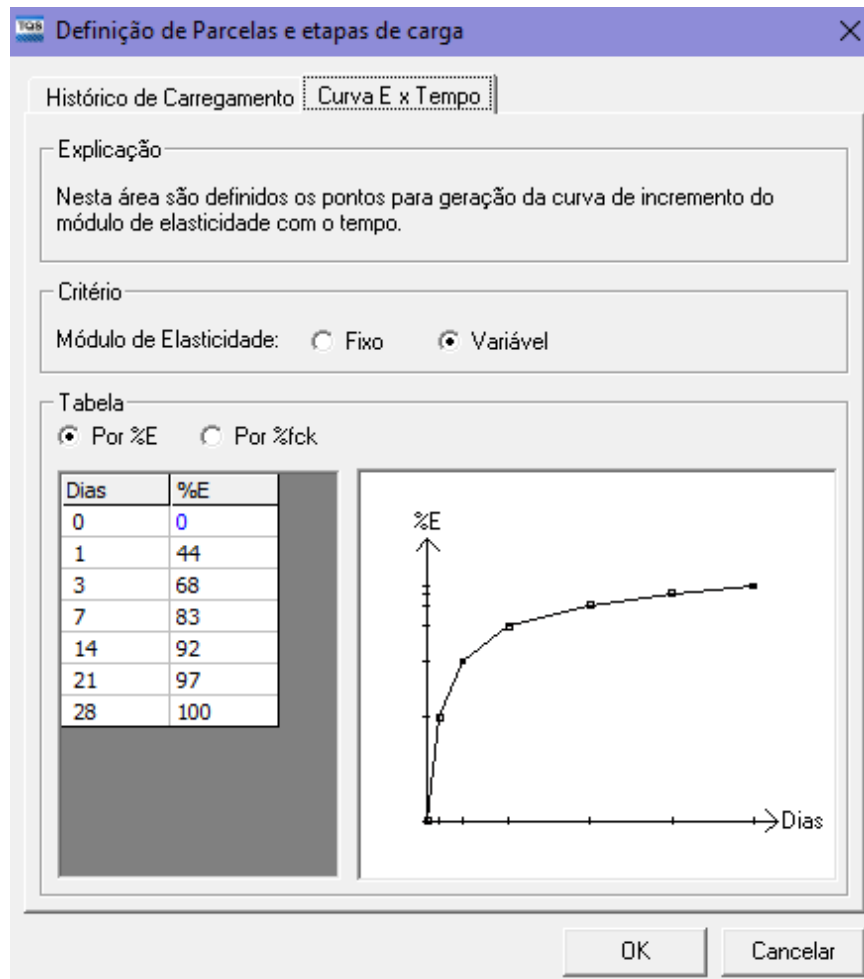 TQS Definição de Parcelas e etapas de carga
Histórico de Carregamento Curva E x Tempo
Explicação
Nesta área são definidos os pontos para geração da curva de incremento do
módulo de elasticidade com o tempo.
Critério
Módulo de Elasticidade: Fixo Variável
Tabela
Por %E Por %fck
Dias %E
0 0
1 44
3 68
7 83
14 92
21 97
28 100
%E
Dias
OK Cancelar